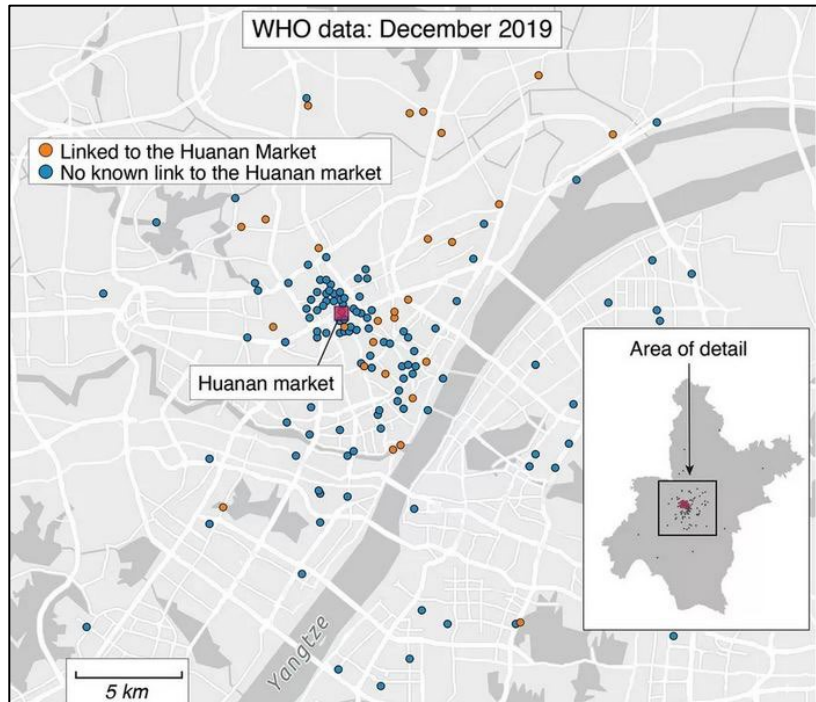 WHO data: December 2019
Linked to the Huanan Market
No known link to the Huanan market
Huanan market
Area of detail
Yangtze
5 km